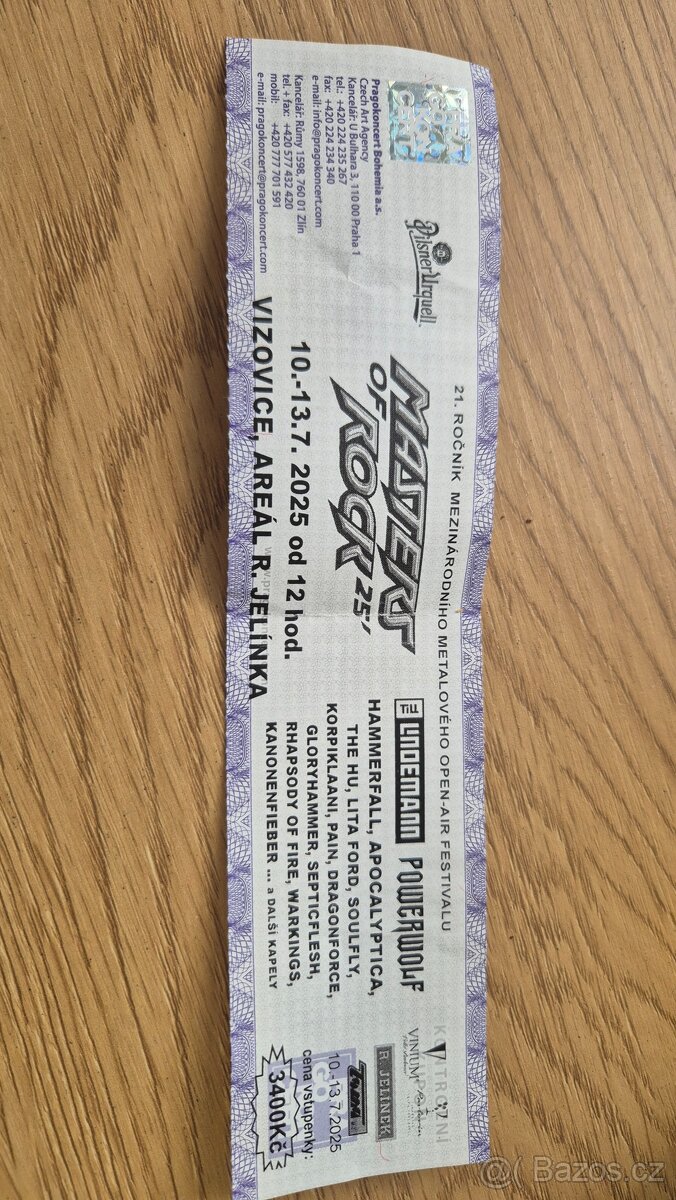 Pragokoncert Bohemia a.s.
Czech Art Agency
Kancelář: U Bulhara 3, 110 00 Praha 1
tel.: +420 224 235 267
fax: +420 224 234 340
e-mail: info@pragokoncert.com
Kancelář: Růmy 1598, 760 01 Zlín
tel. + fax: +420 577 432 420
mobil: +420 777 701 591
e-mail: pragokoncert@pragokoncert.com
Pilsner Urquell
21. ROČNÍK MEZINÁRODNÍHO METALOVÉHO OPEN-AIR FESTIVALU
MASTERS
OF
ROCK 25''
10.-13.7. 2025 od 12 hod.
VIZOVICE, AREÁL R. JELÍNKA
TILL LINDEMANN POWERWOLF
HAMMERFALL, APOCALYPTICA,
THE HU, LITA FORD, SOULFLY,
KORPIKLAANI, PAIN, DRAGONFORCE,
GLORYHAMMER, SEPTICFLESH,
RHAPSODY OF FIRE, WARKINGS,
KANONENFIEBER ... a DALŠÍ KAPELY
VINIUM
R. JELÍNEK
10.-13.7.2025
cena vstupenky:
3400Kč
Bazos.cz